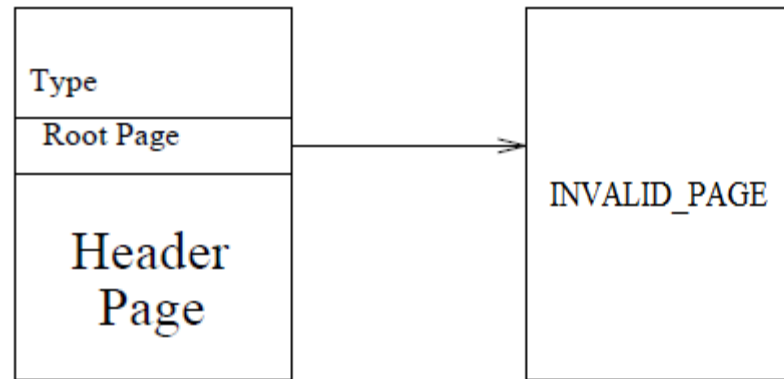 Type
Root Page
Header
Page
INVALID_PAGE